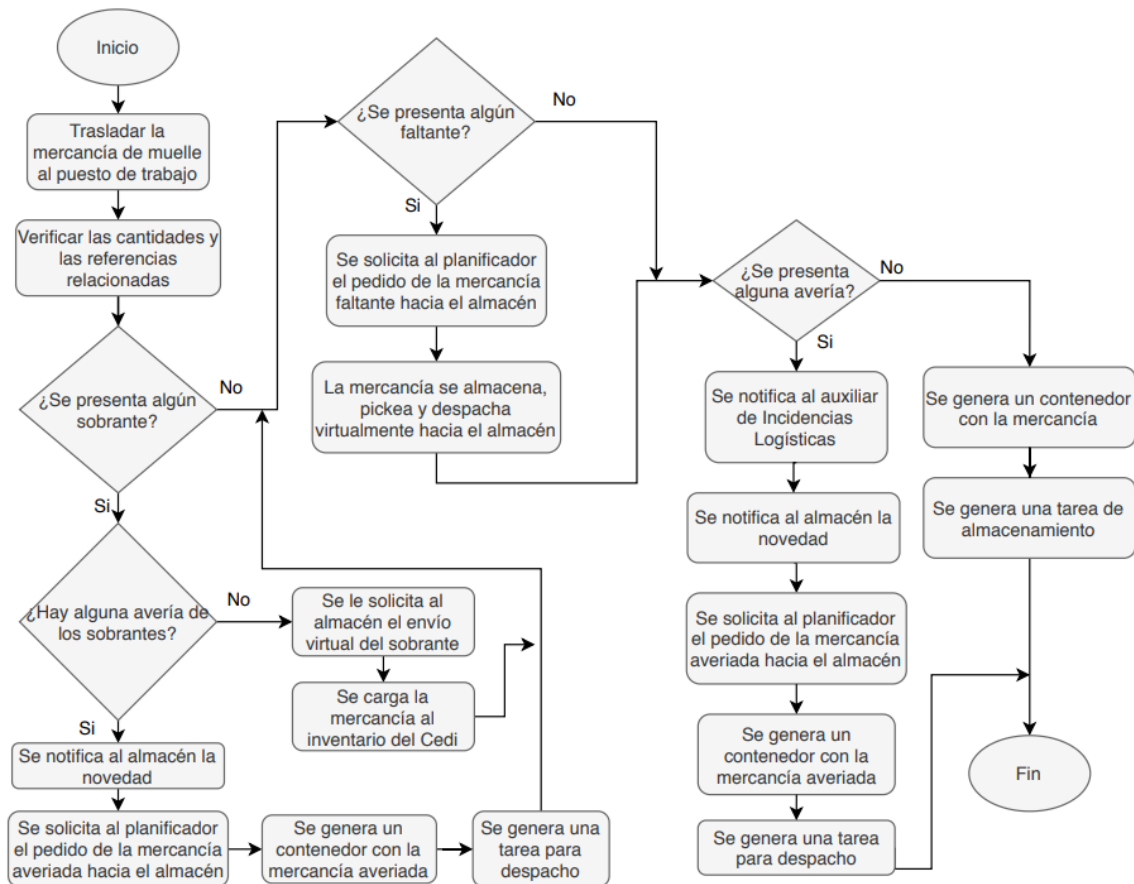 Inicio
Trasladar la
mercancía de muelle
al puesto de trabajo
Verificar las cantidades y
las referencias
relacionadas
¿Se presenta algún
sobrante?
No
Si
¿Hay alguna avería de
los sobrantes?
No
Se le solicita al
almacén el envío
virtual del sobrante
Se carga la
mercancía al
inventario del Cedi
Si
Se notifica al almacén la
novedad
Se solicita al planificador
el pedido de la mercancía
averiada hacia el almacén
Se genera un
contenedor con la
mercancía averiada
Se genera una
tarea para
despacho
¿Se presenta algún
faltante?
No
Si
Se solicita al planificador
el pedido de la mercancía
faltante hacia el almacén
La mercancía se almacena,
pickea y despacha
virtualmente hacia el almacén
¿Se presenta
alguna avería?
No
Si
Se notifica al auxiliar
de Incidencias
Logísticas
Se notifica al almacén la
novedad
Se solicita al planificador
el pedido de la mercancía
averiada hacia el almacén
Se genera un
contenedor con la
mercancía averiada
Se genera una tarea
para despacho
Se genera un contenedor
con la mercancía
Se genera una tarea de
almacenamiento
Fin